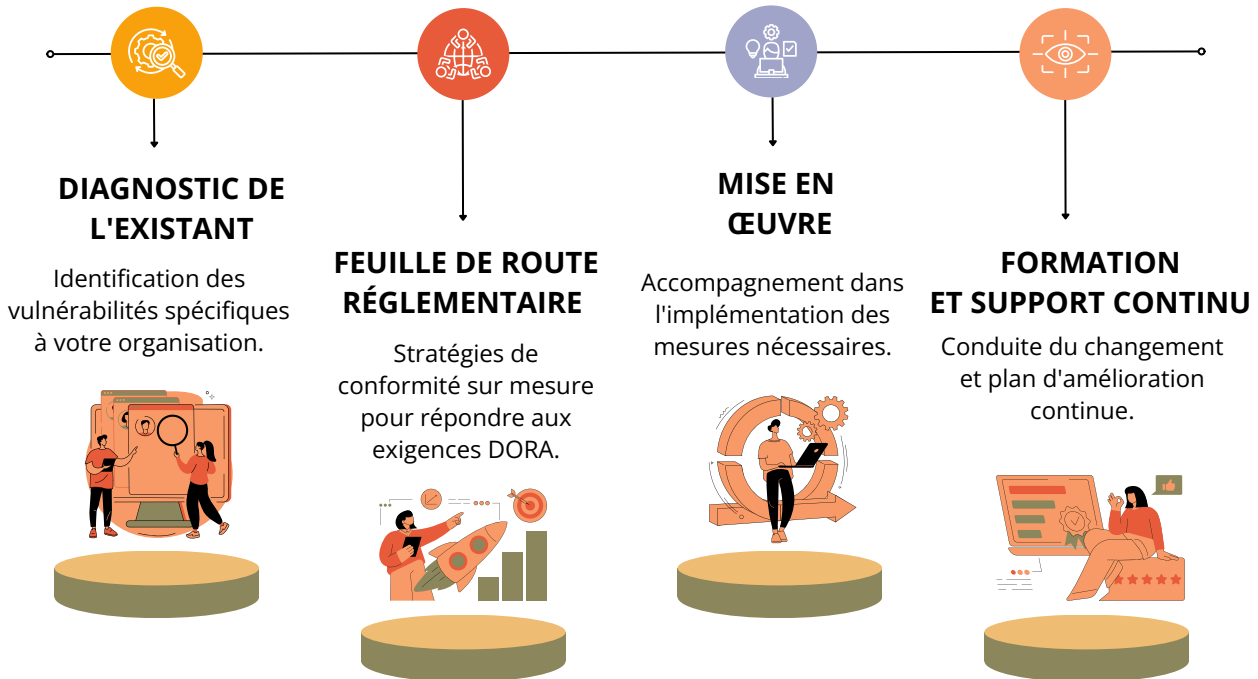 DIAGNOSTIC DE
L'EXISTANT
Identification des
vulnérabilités spécifiques
à votre organisation.
FEUILLE DE ROUTE
RÉGLEMENTAIRE
Stratégies de
conformité sur mesure
pour répondre aux
exigences DORA.
MISE EN
ŒUVRE
Accompagnement dans
l'implémentation des
mesures nécessaires.
FORMATION
ET SUPPORT CONTINU
Conduite du changement
et plan d'amélioration
continue.